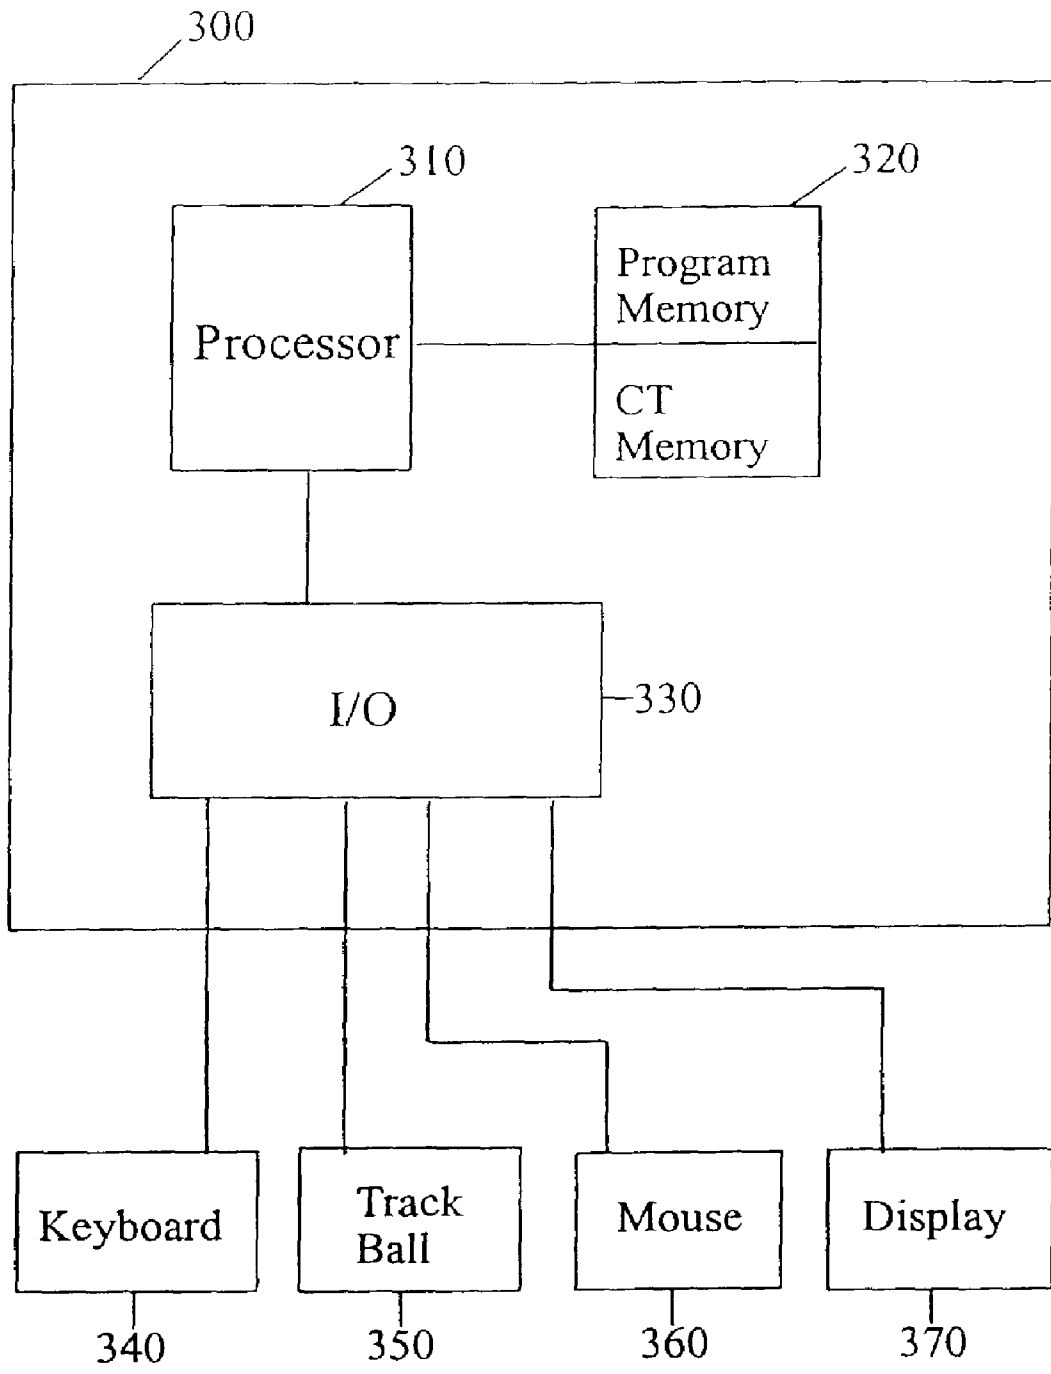 300
310
320
Program
Memory
Processor
CT
Memory
I/O
330
Keyboard
Track
Ball
Mouse
Display
340
350
360
370